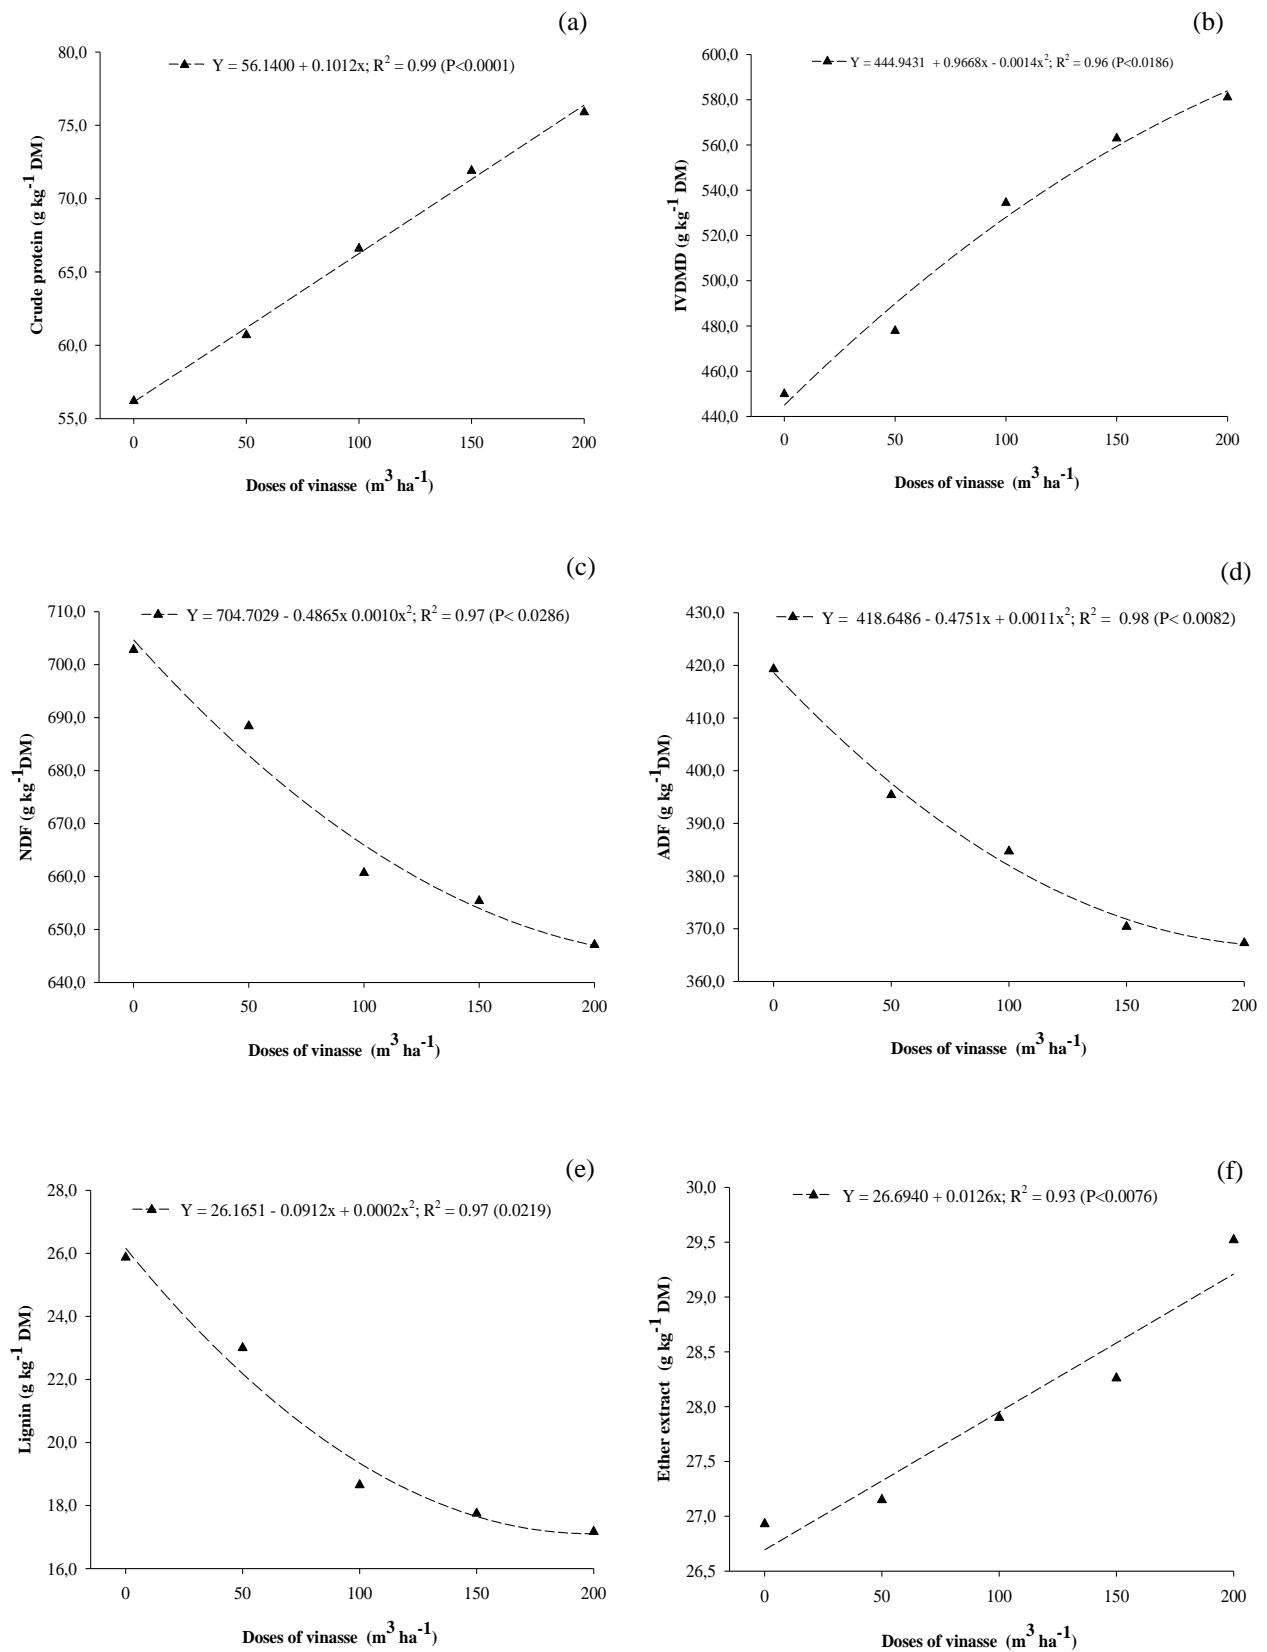 (a)
Y = 56.1400 + 0.1012x; R² = 0.99 (P<0.0001)
80,0
75,0
70,0
65,0
60,0
55,0
Crude protein (g kg⁻¹ DM)
0 50 100 150 200
Doses of vinasse (m³ ha⁻¹)
(b)
Y = 444.9431 + 0.9668x - 0.0014x²; R² = 0.96 (P<0.0186)
600,0
580,0
560,0
540,0
520,0
500,0
480,0
460,0
440,0
IVDMD (g kg⁻¹ DM)
0 50 100 150 200
Doses of vinasse (m³ ha⁻¹)
(c)
Y = 704.7029 - 0.4865x 0.0010x²; R² = 0.97 (P< 0.0286)
710,0
700,0
690,0
680,0
670,0
660,0
650,0
640,0
NDF (g kg⁻¹DM)
0 50 100 150 200
Doses of vinasse (m³ ha⁻¹)
(d)
Y = 418.6486 - 0.4751x + 0.0011x²; R² = 0.98 (P< 0.0082)
430,0
420,0
410,0
400,0
390,0
380,0
370,0
360,0
ADF (g kg⁻¹DM)
0 50 100 150 200
Doses of vinasse (m³ ha⁻¹)
(e)
Y = 26.1651 - 0.0912x + 0.0002x²; R² = 0.97 (0.0219)
28,0
26,0
24,0
22,0
20,0
18,0
16,0
Lignin (g kg⁻¹ DM)
0 50 100 150 200
Doses of vinasse (m³ ha⁻¹)
(f)
Y = 26.6940 + 0.0126x; R² = 0.93 (P<0.0076)
30,0
29,5
29,0
28,5
28,0
27,5
27,0
26,5
Ether extract (g kg⁻¹ DM)
0 50 100 150 200
Doses of vinasse (m³ ha⁻¹)